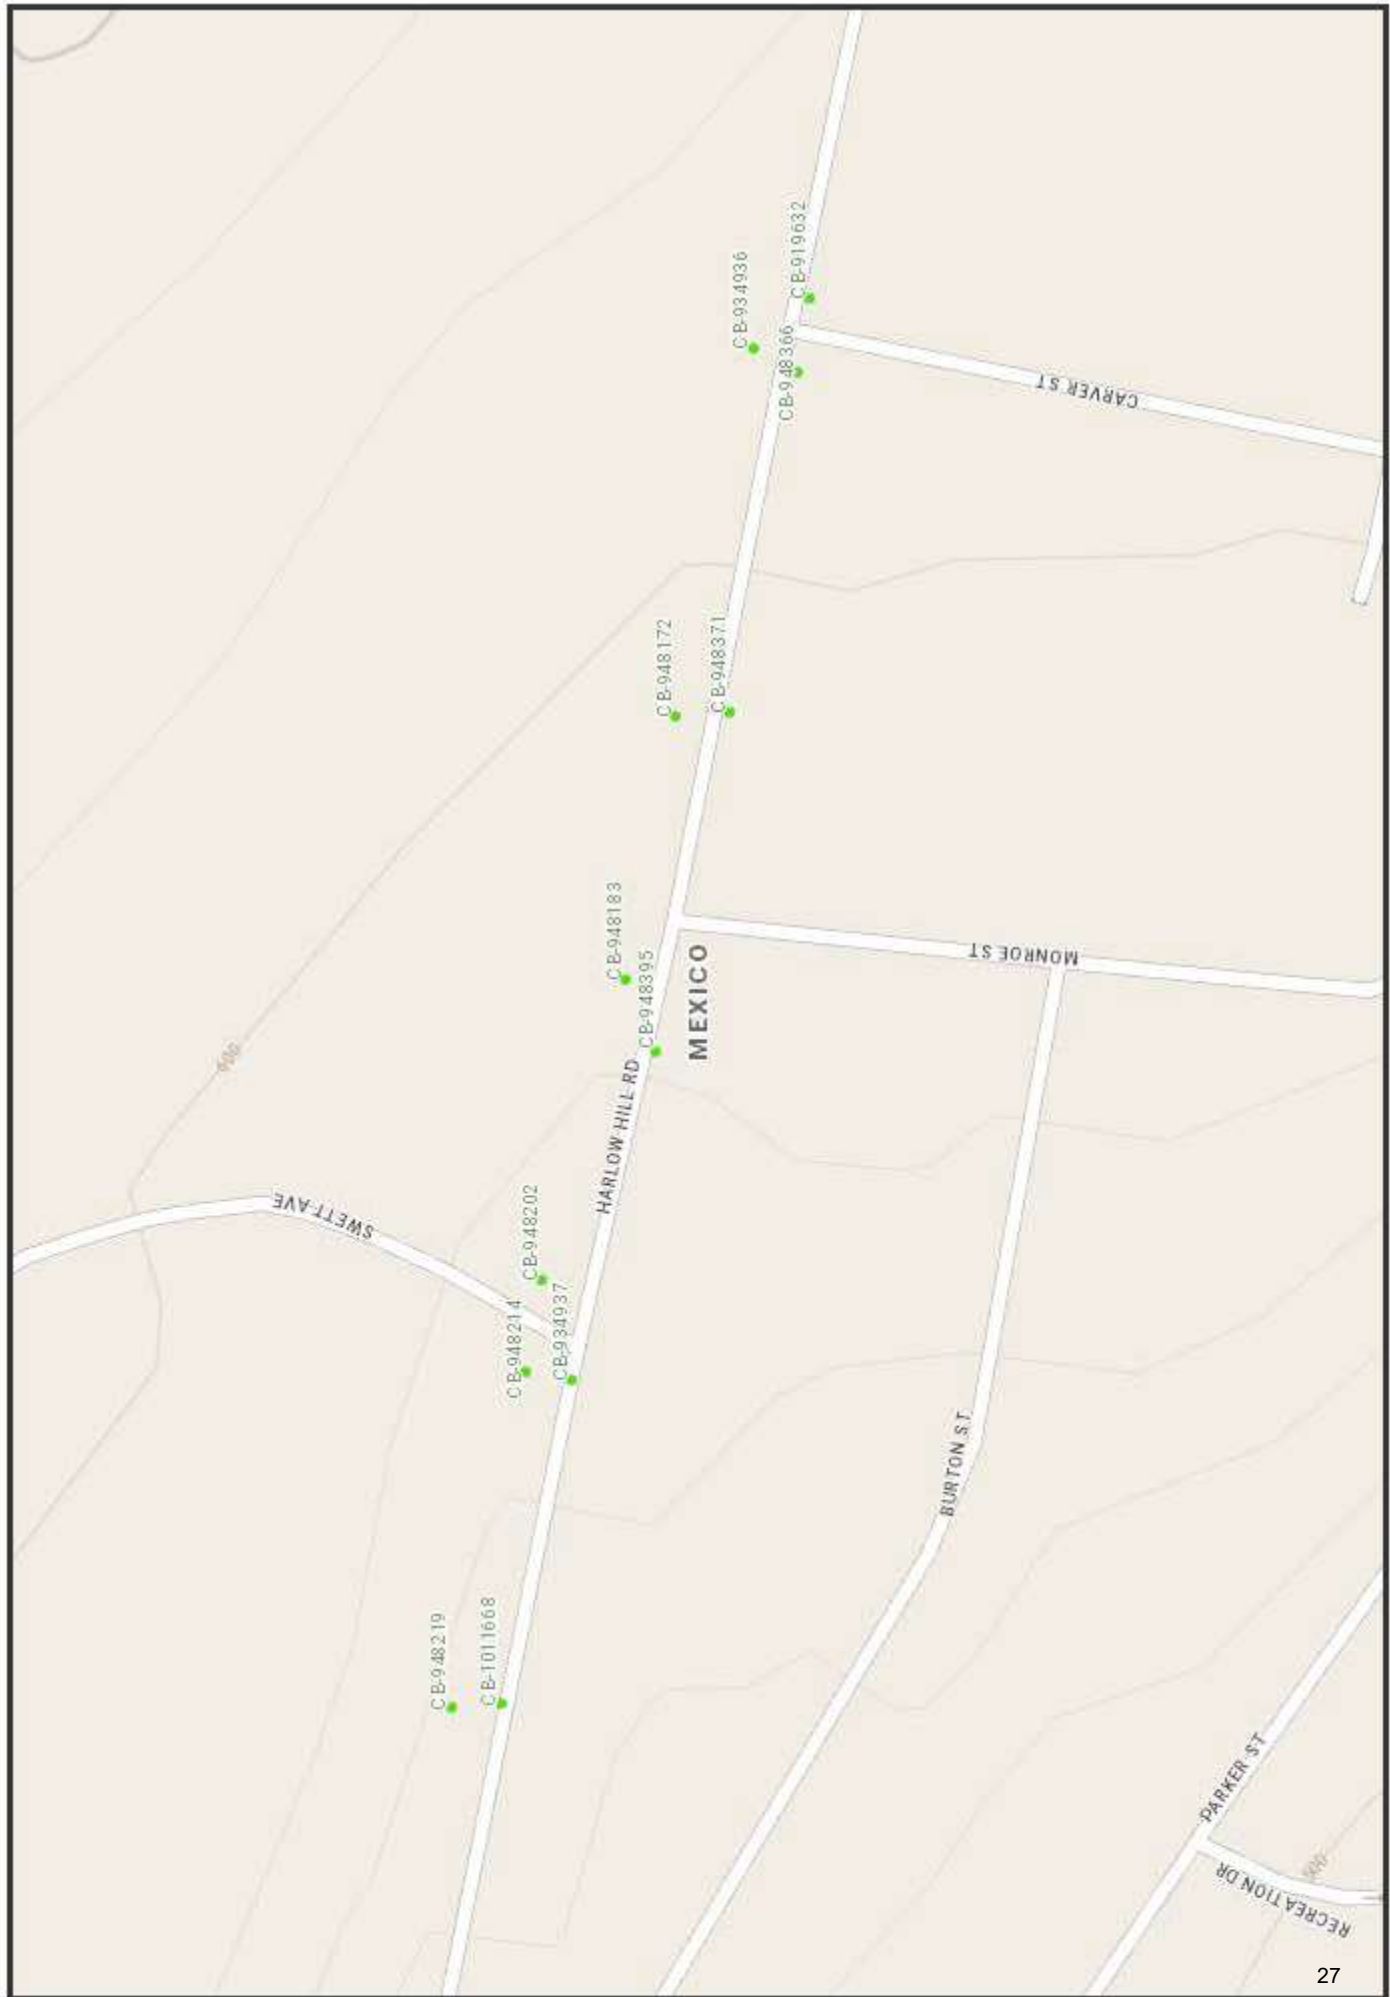 CB-919632
CB-934936
CB-948366
CARVER ST
CB-948172
CB-948371
CB-948183
CB-948395
MEXICO
MONROE ST
600
HARLOW HILL RD
SWETT AVE
CB-948202
CB-948214
CB-934937
BURTON ST
CB-948219
CB-1011668
PARKER ST
RECREATION DR
500
27